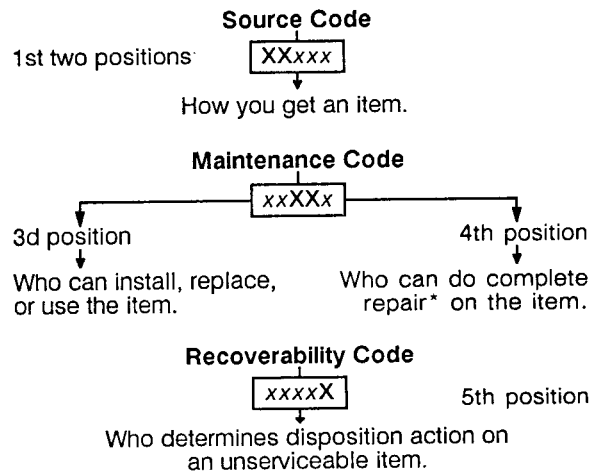 Source Code
1st two positions
XXxxx
How you get an item.
Maintenance Code
xxXXx
3d position
4th position
Who can install, replace,
or use the item.
Who can do complete
repair* on the item.
Recoverability Code
xxxxX
5th position
Who determines disposition action on
an unserviceable item.